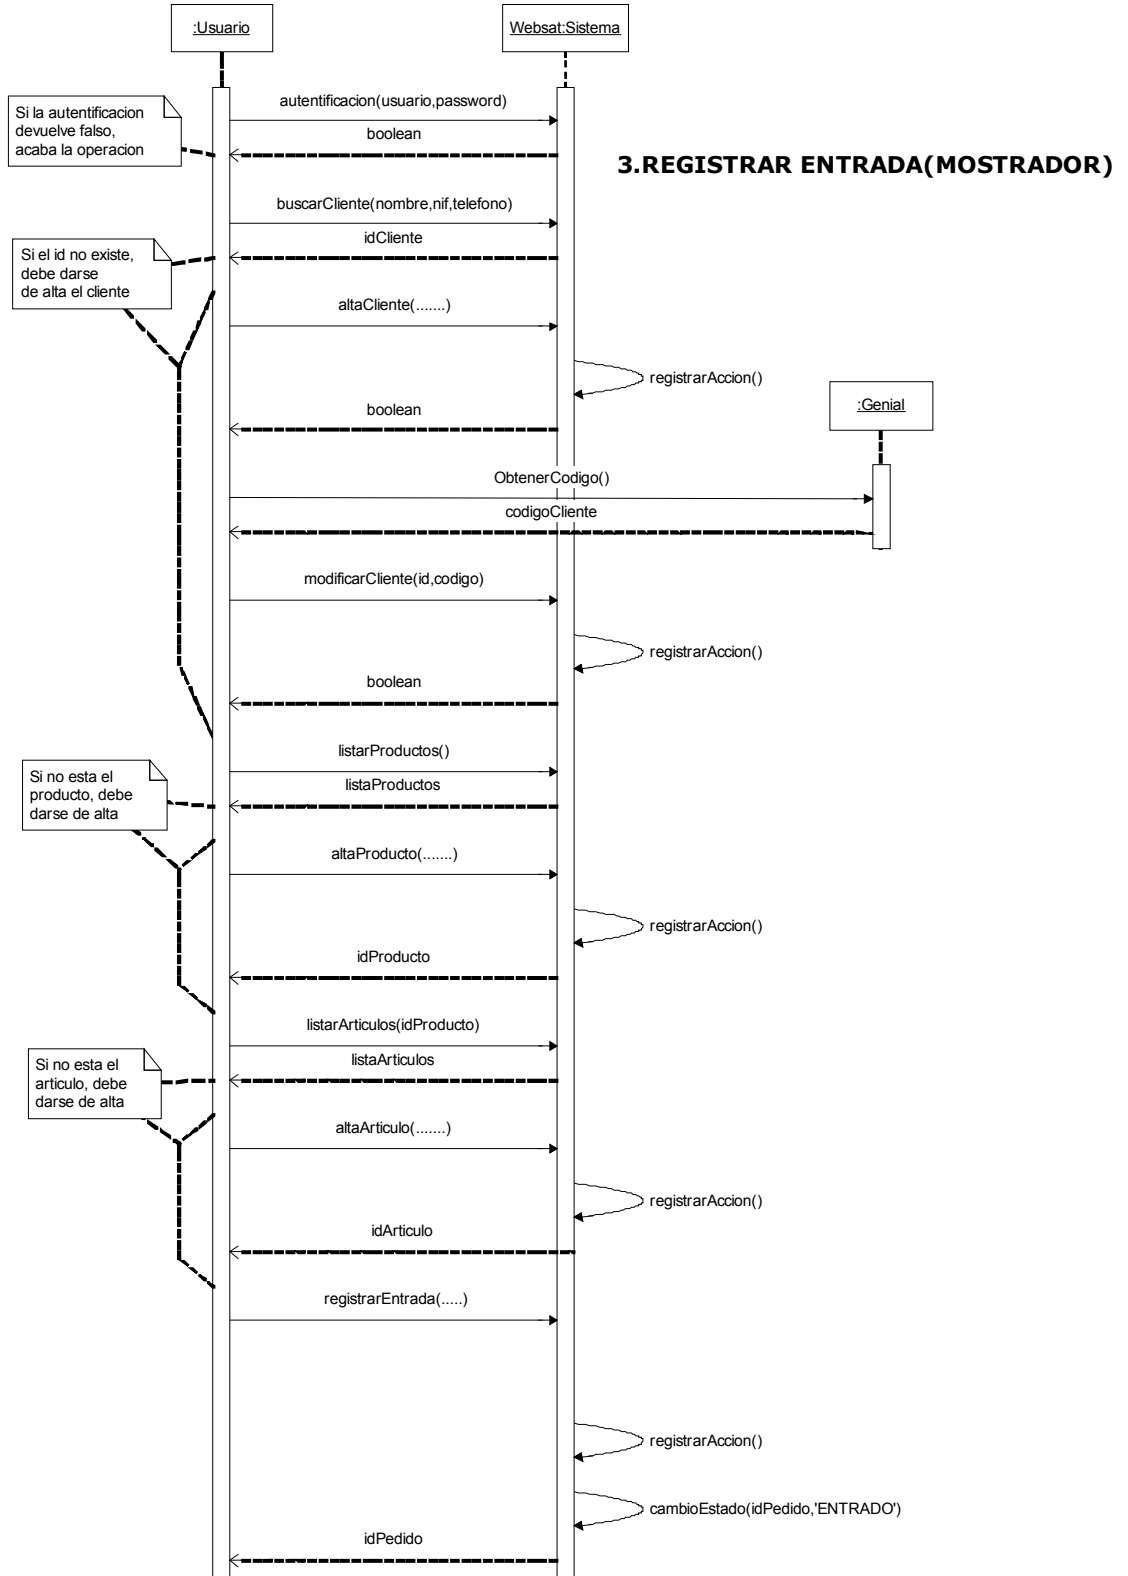 :Usuario
Websat:Sistema
autentificacion(usuario,password)
Si la autentificacion
devuelve falso,
acaba la operacion
boolean
3.REGISTRAR ENTRADA(MOSTRADOR)
buscarCliente(nombre,nif,telefono)
idCliente
Si el id no existe,
debe darse
de alta el cliente
altaCliente(.......)
registrarAccion()
boolean
:Genial
ObtenerCodigo()
codigoCliente
modificarCliente(id,codigo)
registrarAccion()
boolean
listarProductos()
listaProductos
Si no esta el
producto, debe
darse de alta
altaProducto(.......)
registrarAccion()
idProducto
listarArticulos(idProducto)
listaArticulos
Si no esta el
articulo, debe
darse de alta
altaArticulo(.......)
registrarAccion()
idArticulo
registrarEntrada(.....)
registrarAccion()
cambioEstado(idPedido,'ENTRADO')
idPedido